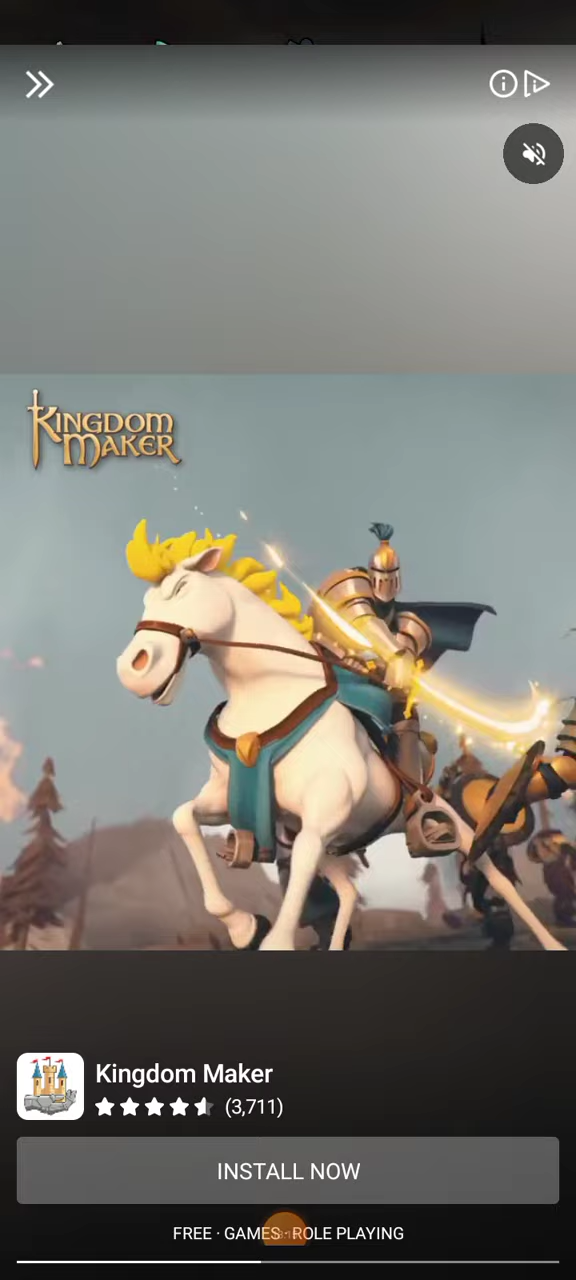 KINGDOM
MAKER
Kingdom Maker
(3,711)
INSTALL NOW
FREE · GAMES · ROLE PLAYING